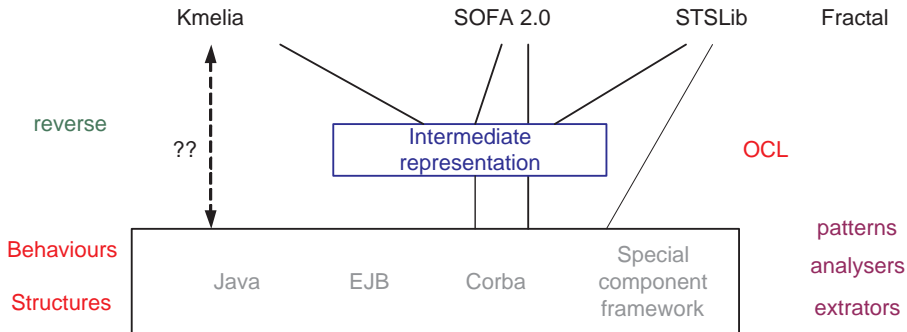 Kmelia SOFA 2.0 STSLib Fractal
reverse
??
Intermediate
representation
OCL
patterns
Behaviours
analysers
Structures
extrators
Java EJB Corba
Special
component
framework